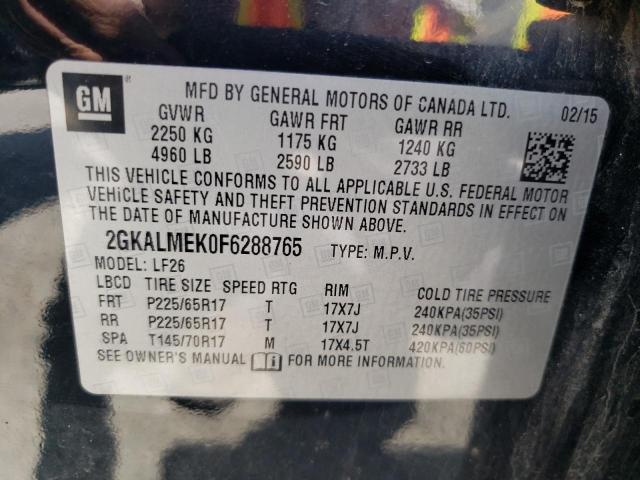 GM
MFD BY GENERAL MOTORS OF CANADA LTD. 02/15
GVWR GAWR FRT GAWR RR
2250 KG 1175 KG 1240 KG
4960 LB 2590 LB 2733 LB
THIS VEHICLE CONFORMS TO ALL APPLICABLE U.S. FEDERAL MOTOR
VEHICLE SAFETY AND THEFT PREVENTION STANDARDS IN EFFECT ON
THE DATE OF MANUFACTURE SHOWN ABOVE.
2GKALMEK0F6288765 TYPE: M.P.V.
MODEL: LF26
LBCD TIRE SIZE SPEED RTG RIM COLD TIRE PRESSURE
FRT P225/65R17 T 17X7J 240KPA(35PSI)
RR P225/65R17 T 17X7J 240KPA(35PSI)
SPA T145/70R17 M 17X4.5T 420KPA(60PSI)
SEE OWNER'S MANUAL FOR MORE INFORMATION.